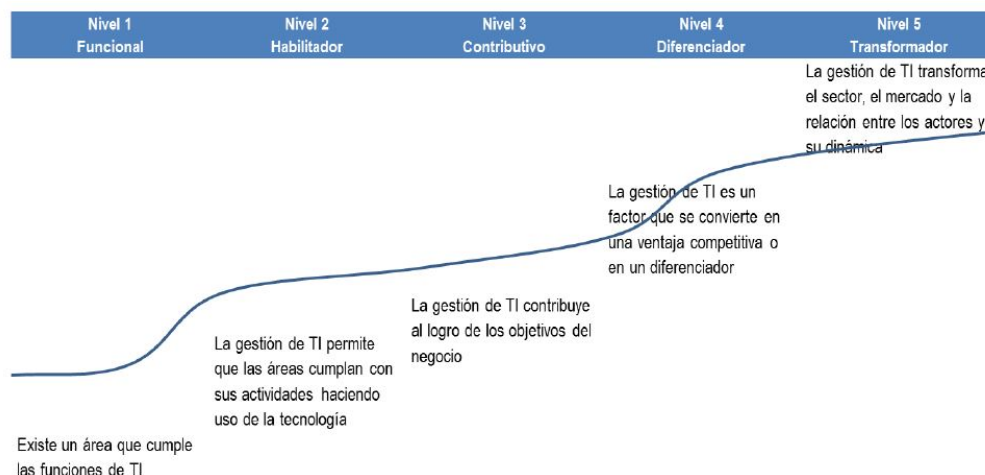 Nivel 1
Funcional
Nivel 2
Habilitador
Nivel 3
Contributivo
Nivel 4
Diferenciador
Nivel 5
Transformador
Existe un área que cumple
las funciones de TI
La gestión de TI permite
que las áreas cumplan con
sus actividades haciendo
uso de la tecnología
La gestión de TI contribuye
al logro de los objetivos del
negocio
La gestión de TI es un
factor que se convierte en
una ventaja competitiva o
en un diferenciador
La gestión de TI transforma
el sector, el mercado y la
relación entre los actores y
su dinámica